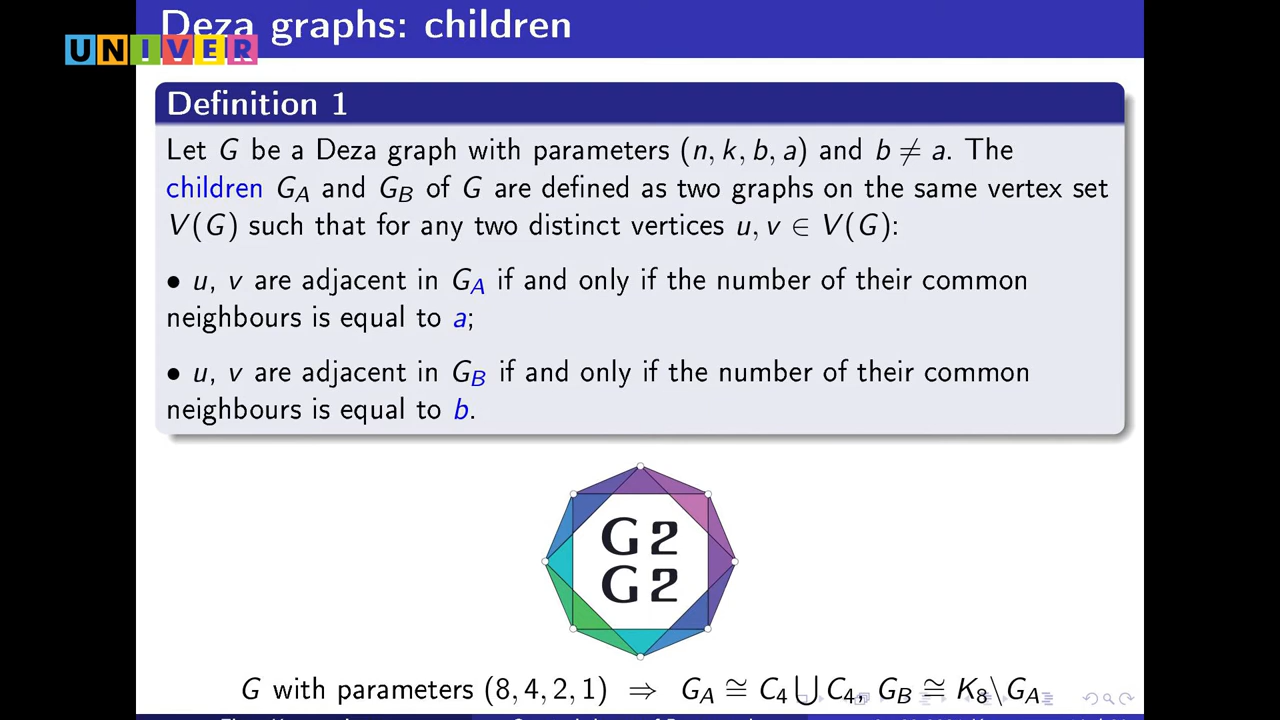 Deza graphs: children
UNIVER
Definition 1
Let G be a Deza graph with parameters (n, k, b, a) and b ≠ a. The
children G_A and G_B of G are defined as two graphs on the same vertex set
V(G) such that for any two distinct vertices u, v ∈ V(G):
• u, v are adjacent in G_A if and only if the number of their common
neighbours is equal to a;
• u, v are adjacent in G_B if and only if the number of their common
neighbours is equal to b.
G2
G2
G with parameters (8, 4, 2, 1) ⇒ G_A ≅ C_4 ⋃ C_4, G_B ≅ K_8\G_A